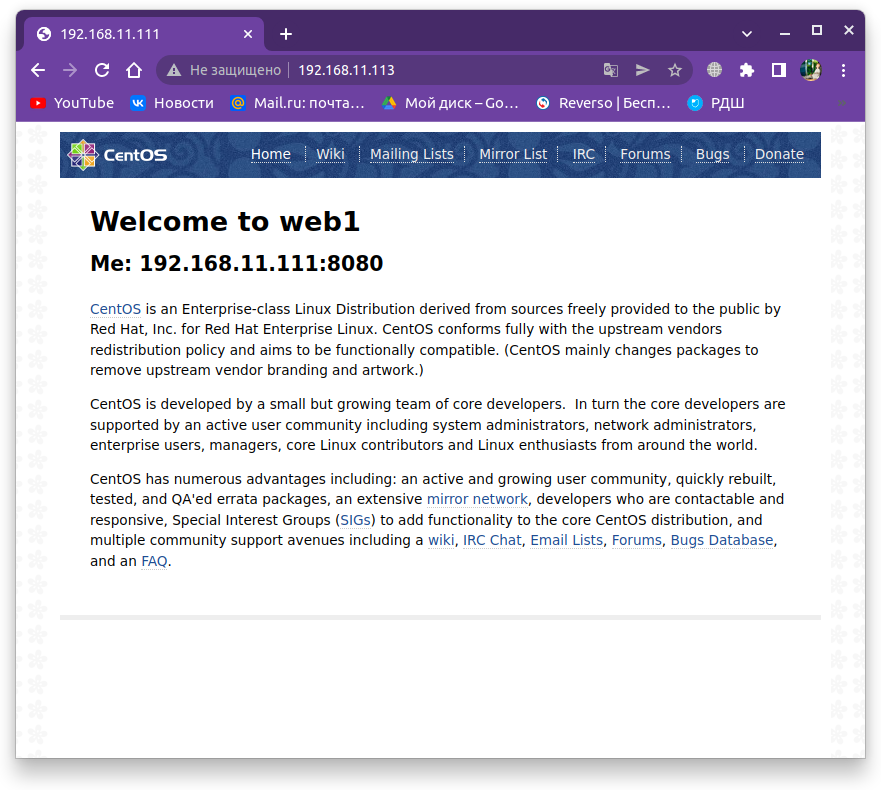 192.168.11.111
Не защищено 192.168.11.113
YouTube Новости Mail.ru: почта… Мой диск – Go… Reverso | Бесп… РДШ »
CentOS Home Wiki Mailing Lists Mirror List IRC Forums Bugs Donate
Welcome to web1
Me: 192.168.11.111:8080
CentOS is an Enterprise-class Linux Distribution derived from sources freely provided to the public by
Red Hat, Inc. for Red Hat Enterprise Linux. CentOS conforms fully with the upstream vendors
redistribution policy and aims to be functionally compatible. (CentOS mainly changes packages to
remove upstream vendor branding and artwork.)
CentOS is developed by a small but growing team of core developers.  In turn the core developers are
supported by an active user community including system administrators, network administrators,
enterprise users, managers, core Linux contributors and Linux enthusiasts from around the world.
CentOS has numerous advantages including: an active and growing user community, quickly rebuilt,
tested, and QA'ed errata packages, an extensive mirror network, developers who are contactable and
responsive, Special Interest Groups (SIGs) to add functionality to the core CentOS distribution, and
multiple community support avenues including a wiki, IRC Chat, Email Lists, Forums, Bugs Database,
and an FAQ.